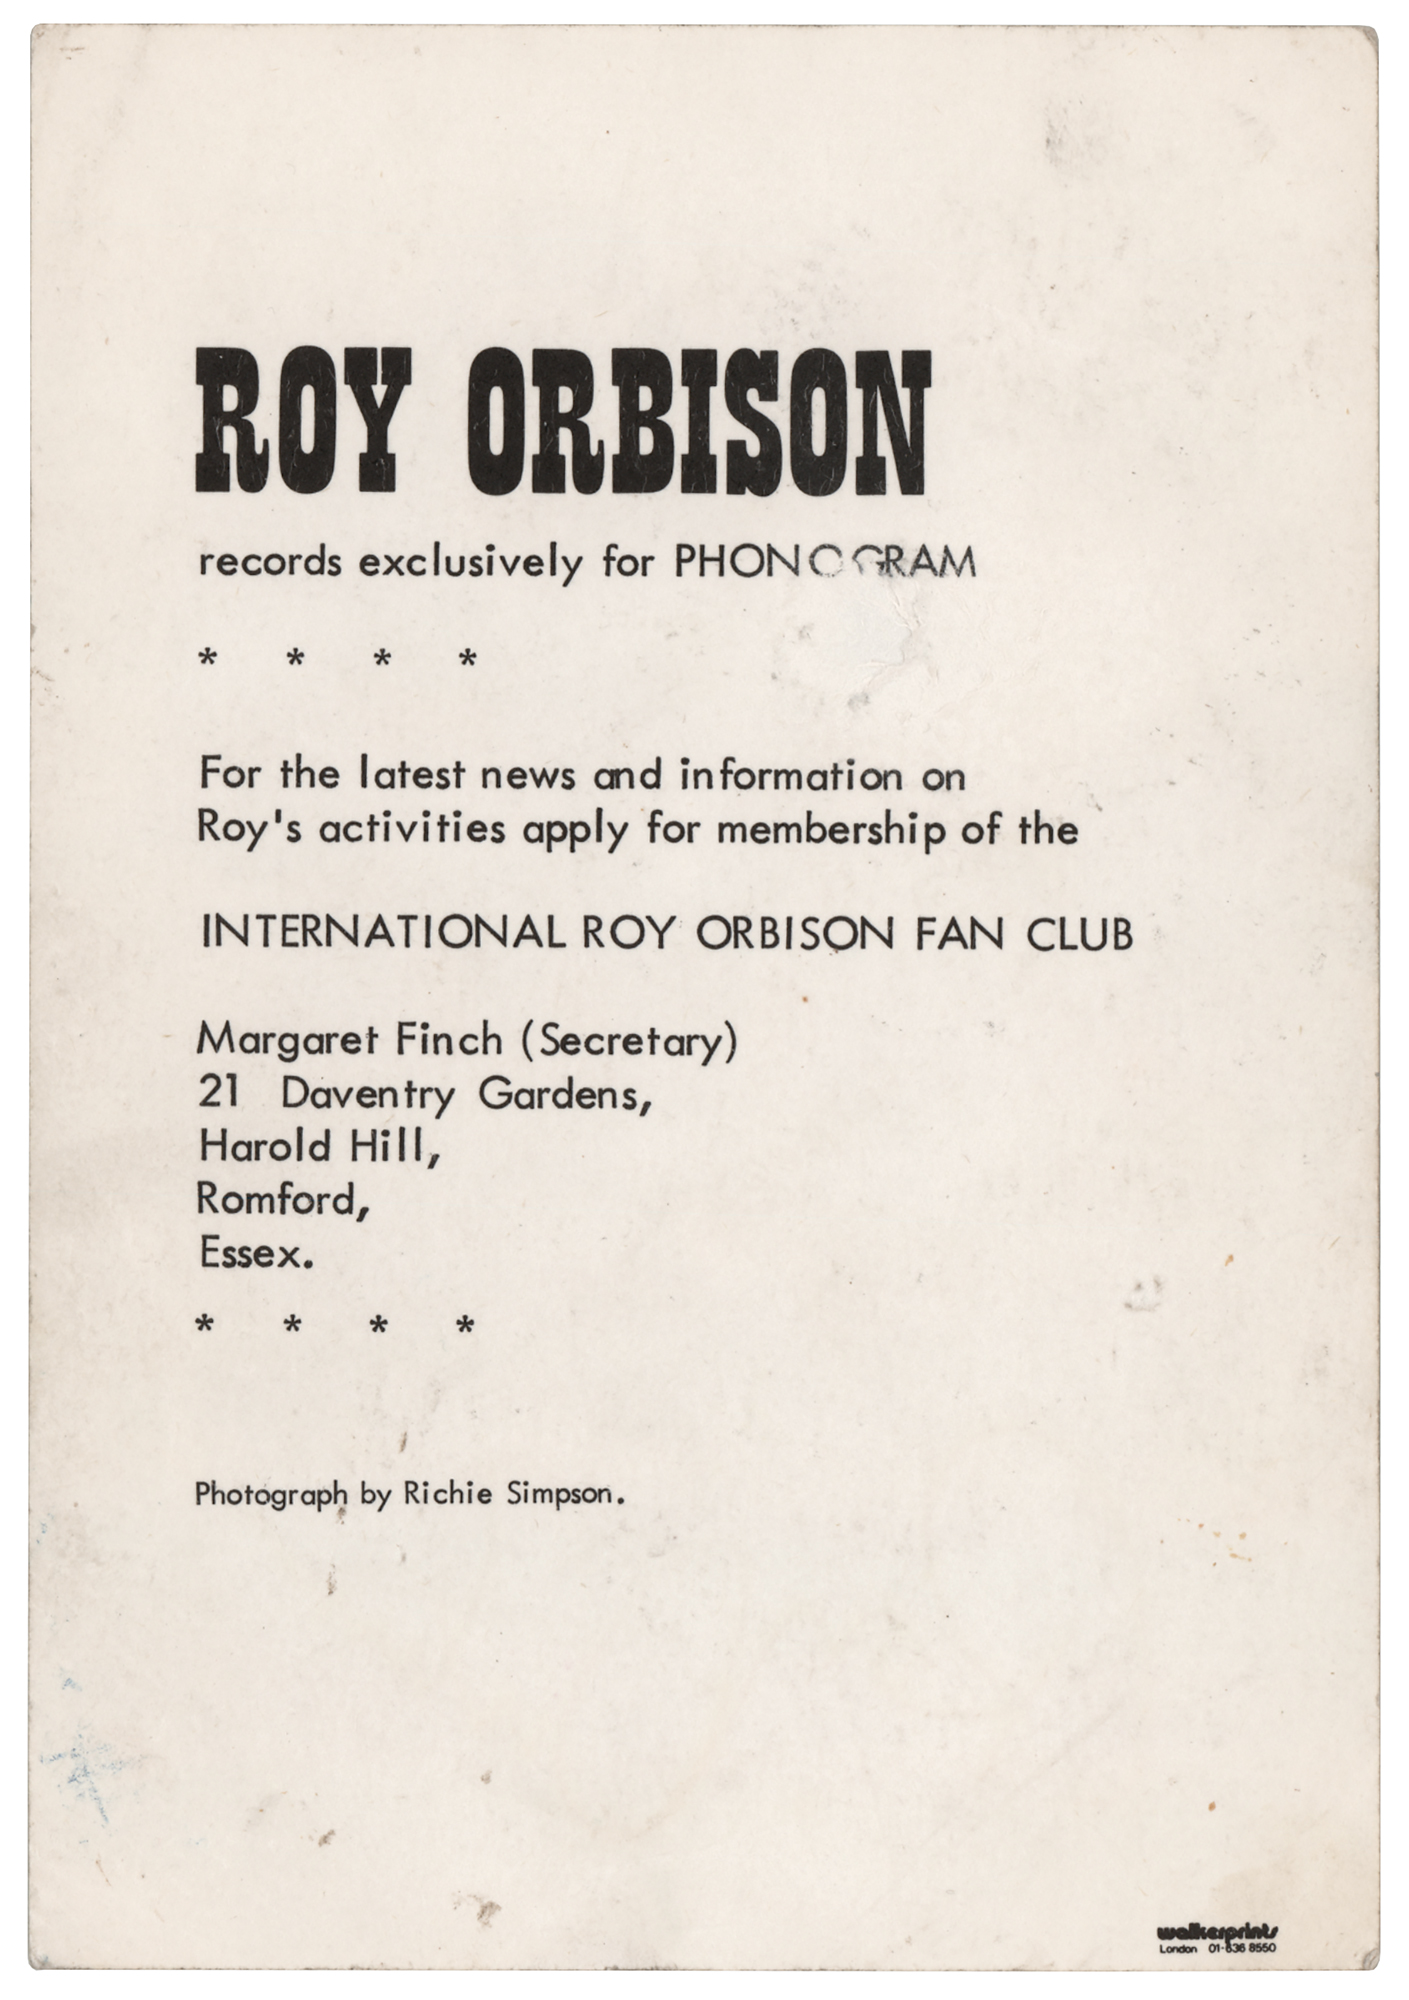 ROY ORBISON
records exclusively for PHONOGRAM
* * * *
For the latest news and information on
Roy's activities apply for membership of the
INTERNATIONAL ROY ORBISON FAN CLUB
Margaret Finch (Secretary)
21 Daventry Gardens,
Harold Hill,
Romford,
Essex.
* * * *
Photograph by Richie Simpson.
walkerprints
London 01-636 8550